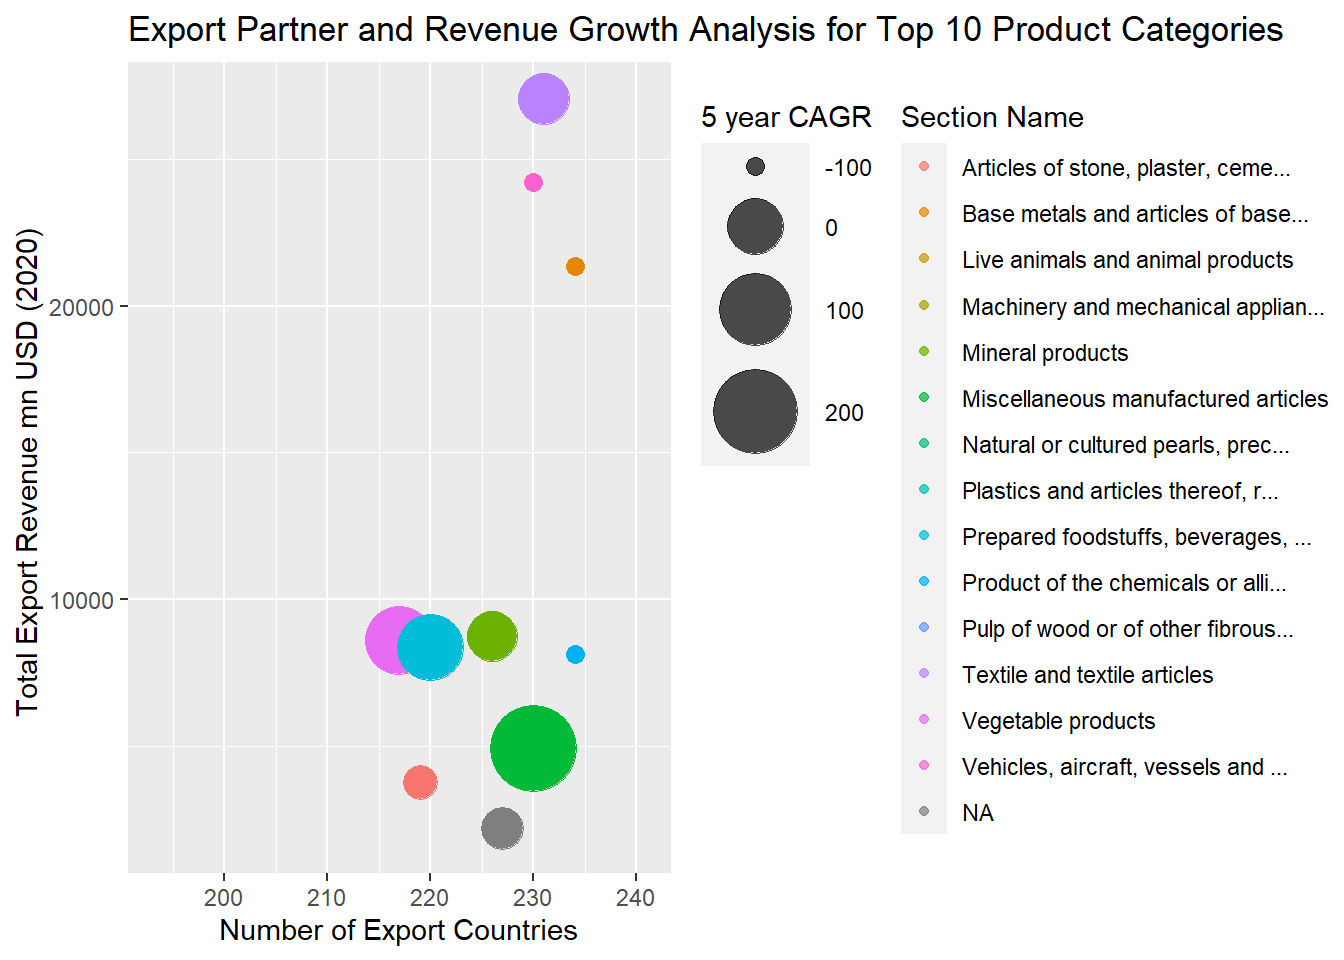 Export Partner and Revenue Growth Analysis for Top 10 Product Categories
Total Export Revenue mn USD (2020)
20000
10000
200
210
220
230
240
Number of Export Countries
5 year CAGR
-100
0
100
200
Section Name
Articles of stone, plaster, ceme...
Base metals and articles of base...
Live animals and animal products
Machinery and mechanical applian...
Mineral products
Miscellaneous manufactured articles
Natural or cultured pearls, prec...
Plastics and articles thereof, r...
Prepared foodstuffs, beverages, ...
Product of the chemicals or alli...
Pulp of wood or of other fibrous...
Textile and textile articles
Vegetable products
Vehicles, aircraft, vessels and ...
NA